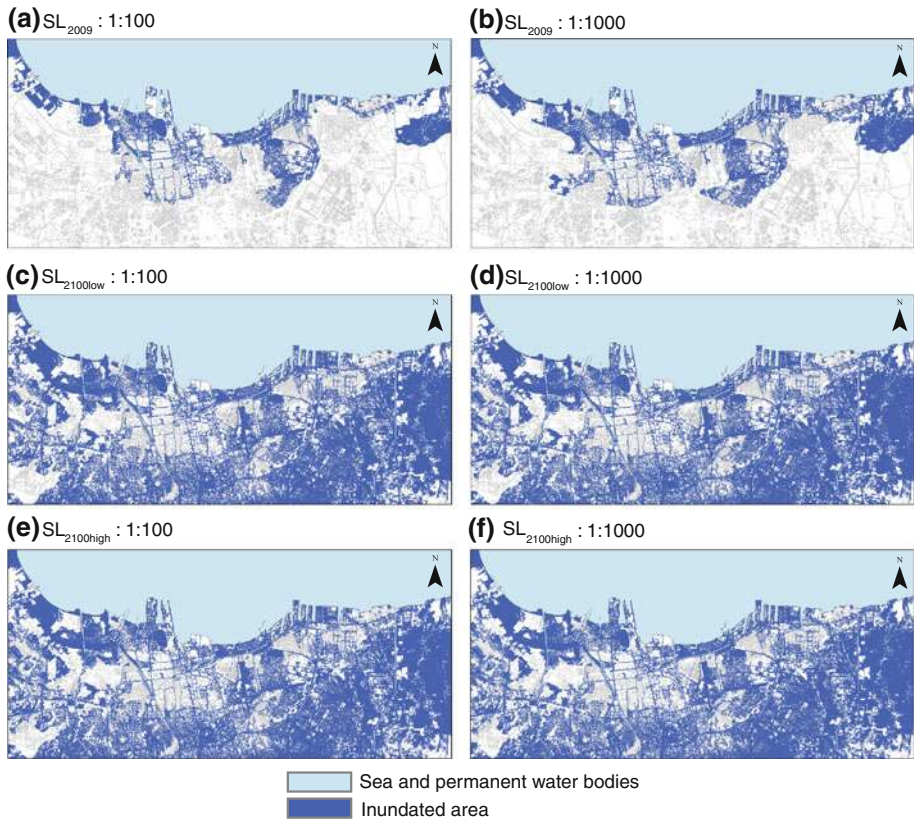 (a) SL2009 : 1:100
(b) SL2009 : 1:1000
N
N
(c) SL2100low : 1:100
(d) SL2100low : 1:1000
N
N
(e) SL2100high : 1:100
(f) SL2100high : 1:1000
N
N
Sea and permanent water bodies
Inundated area